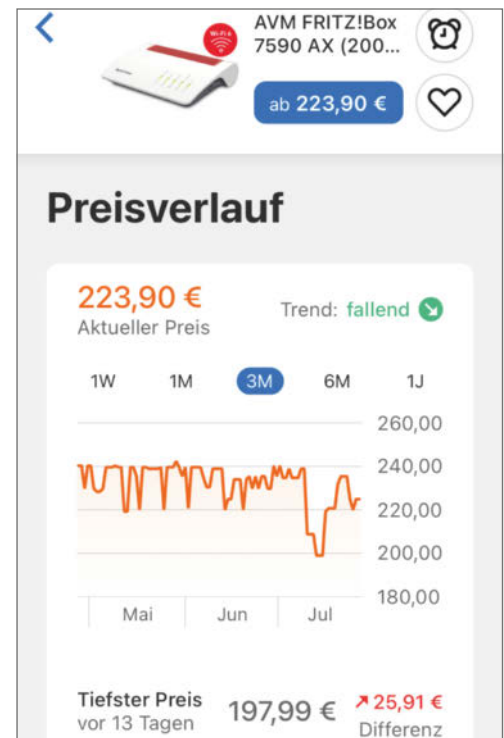 AVM FRITZ!Box
7590 AX (200...
ab 223,90 €
Preisverlauf
223,90 €
Aktueller Preis
Trend: fallend
1W 1M 3M 6M 1J
260,00
240,00
220,00
200,00
180,00
Mai Jun Jul
Tiefster Preis
vor 13 Tagen
197,99 €
25,91 €
Differenz